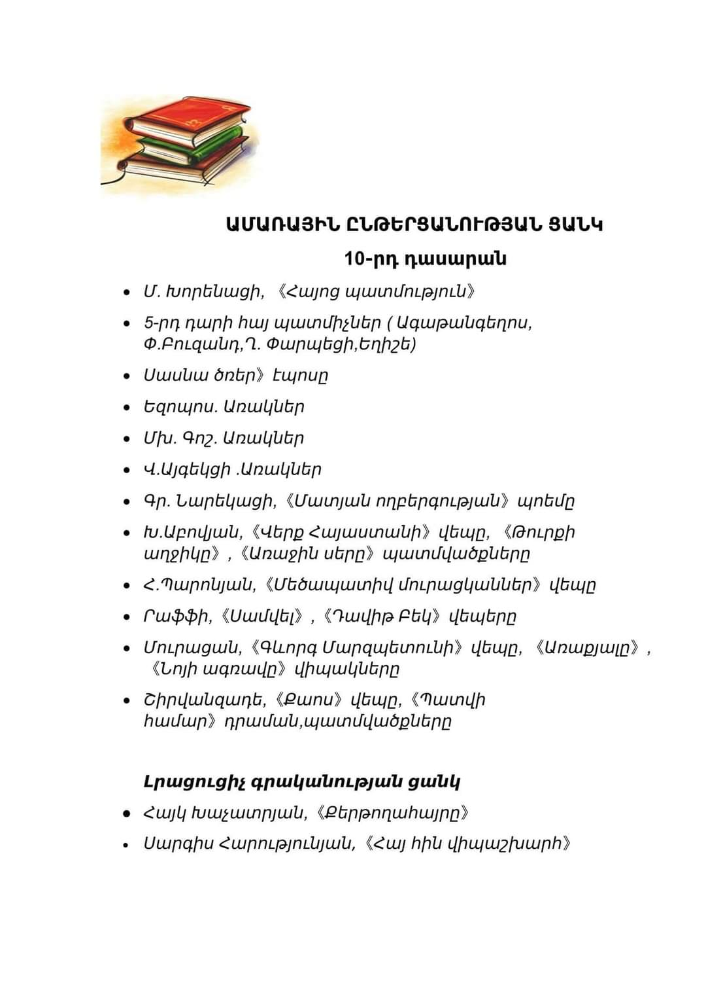 ԱՄԱՌԱՅԻՆ ԸՆԹԵՐՑԱՆՈՒԹՅԱՆ ՑԱՆԿ
10-րդ դասարան
• Մ. Խորենացի, 《Հայոց պատմություն》
• 5-րդ դարի հայ պատմիչներ ( Ագաթանգեղոս,
Փ.Բուզանդ,Ղ. Փարպեցի,Եղիշե)
• Սասնա ծռեր》 էպոսը
• Եզոպոս. Առակներ
• Մխ. Գոշ. Առակներ
• Վ.Այգեկցի .Առակներ
• Գր. Նարեկացի,《Մատյան ողբերգության》պոեմը
• Խ.Աբովյան,《Վերք Հայաստանի》վեպը, 《Թուրքի
աղջիկը》,《Առաջին սերը》պատմվածքները
• Հ.Պարոնյան,《Մեծապատիվ մուրացկաններ》վեպը
• Րաֆֆի,《Սամվել》,《Դավիթ Բեկ》վեպերը
• Մուրացան,《Գևորգ Մարզպետունի》վեպը, 《Առաքյալը》,
《Նոյի ագռավը》վիպակները
• Շիրվանզադե,《Քաոս》վեպը,《Պատվի
համար》դրաման,պատմվածքները
Լրացուցիչ գրականության ցանկ
• Հայկ Խաչատրյան,《Քերթողահայրը》
• Սարգիս Հարությունյան,《Հայ հին վիպաշխարհ》